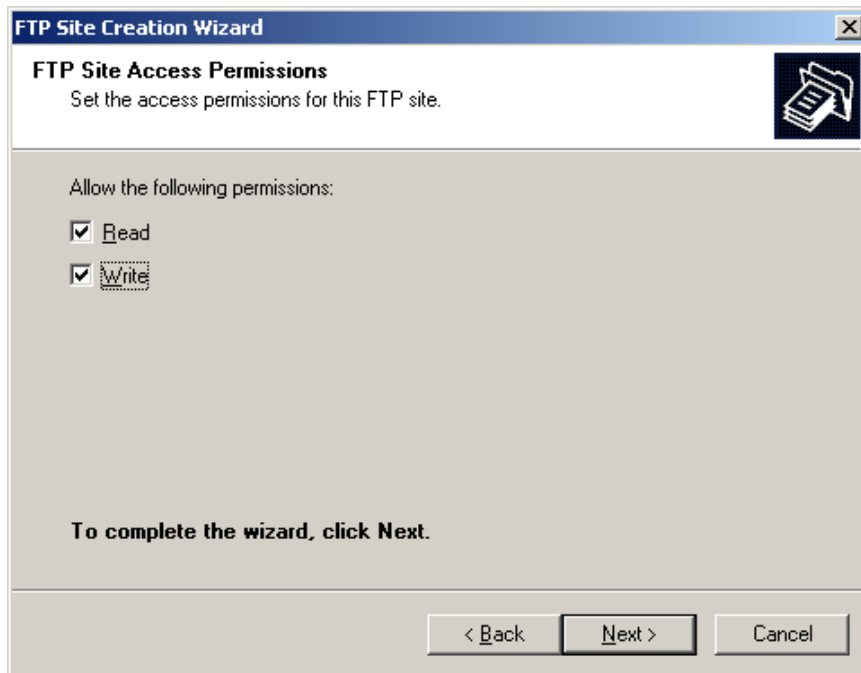 FTP Site Creation Wizard
FTP Site Access Permissions
Set the access permissions for this FTP site.
Allow the following permissions:
Read
Write
To complete the wizard, click Next.
< Back Next > Cancel